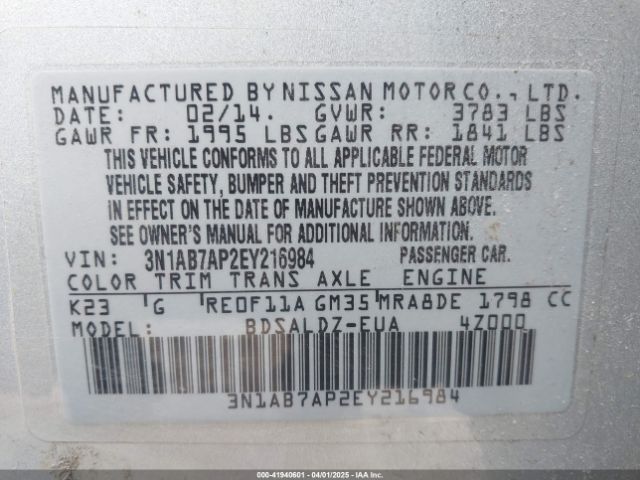 MANUFACTURED BY NISSAN MOTOR CO., LTD.
DATE: 02/14. GVWR: 3783 LBS
GAWR FR: 1995 LBS GAWR RR: 1841 LBS
THIS VEHICLE CONFORMS TO ALL APPLICABLE FEDERAL MOTOR
VEHICLE SAFETY, BUMPER AND THEFT PREVENTION STANDARDS
IN EFFECT ON THE DATE OF MANUFACTURE SHOWN ABOVE.
SEE OWNER'S MANUAL FOR ADDITIONAL INFORMATION.
VIN: 3N1AB7AP2EY216984 PASSENGER CAR.
COLOR TRIM TRANS AXLE ENGINE
K23 G RE0F11A GM35 MRA8DE 1798 CC
MODEL: BDSALDZ-EUA 4Z000
3N1AB7AP2EY216984
000-41940601 - 04/01/2025 - IAAI.COM